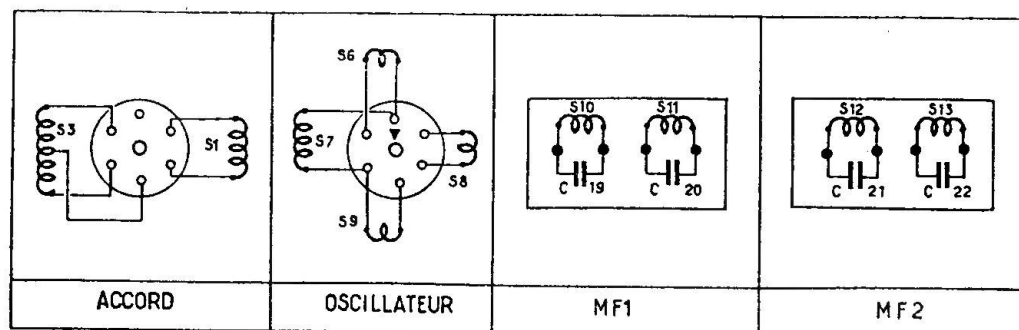 S3
S1
ACCORD
S6
S7
S8
S9
OSCILLATEUR
S10
S11
C 19
C 20
MF1
S12
S13
C 21
C 22
MF2